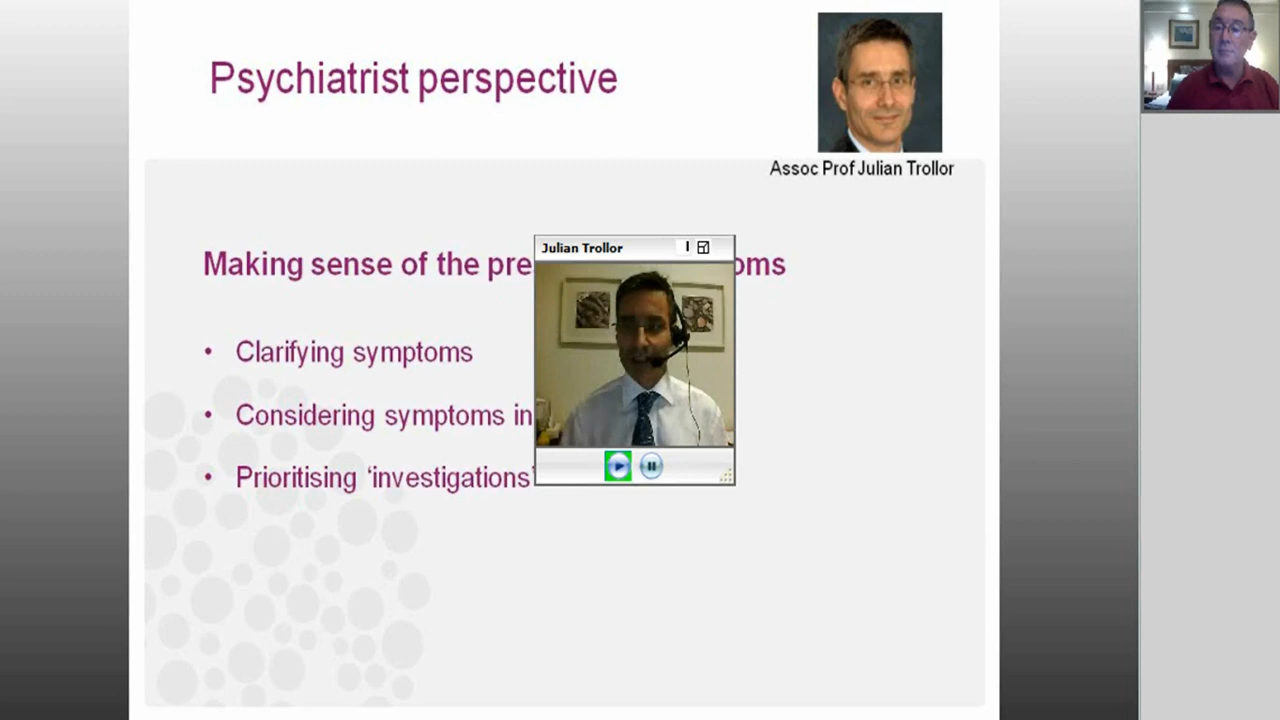 Psychiatrist perspective
Assoc Prof Julian Trollor
Julian Trollor
Making sense of the pre oms
• Clarifying symptoms
• Considering symptoms in
• Prioritising ‘investigations’